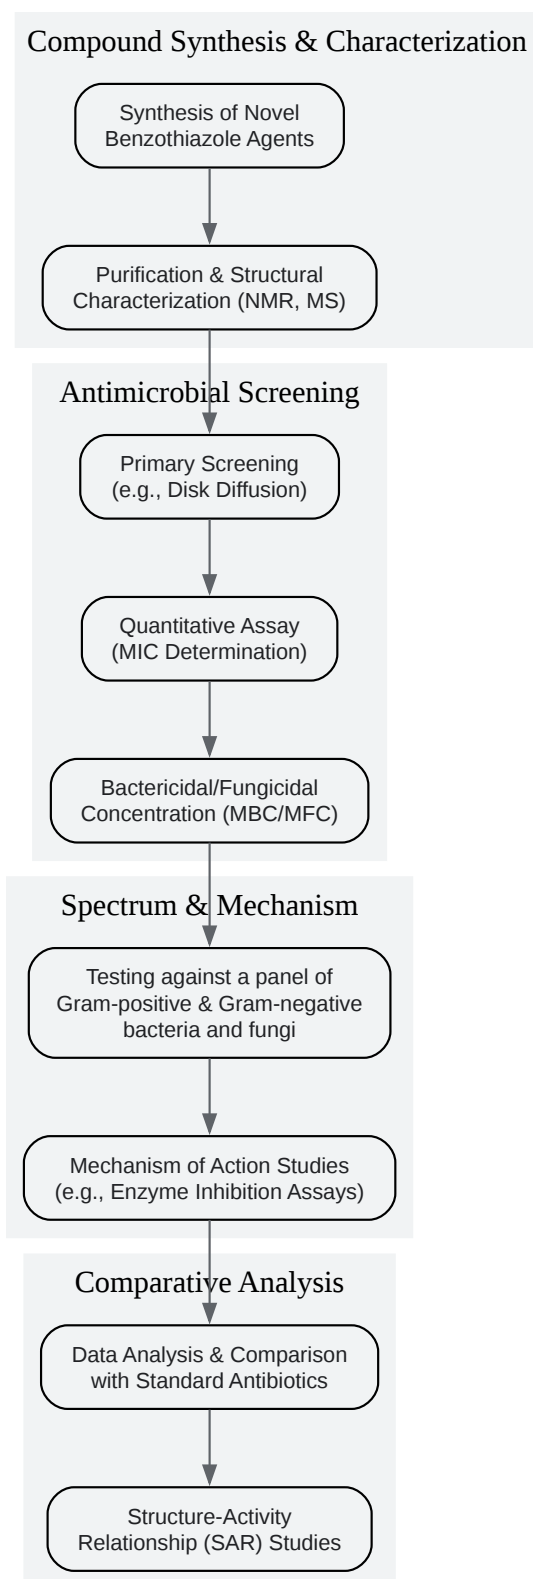 Compound Synthesis & Characterization
Synthesis of Novel
Benzothiazole Agents
Purification & Structural
Characterization (NMR, MS)
Antimicrobial Screening
Primary Screening
(e.g., Disk Diffusion)
Quantitative Assay
(MIC Determination)
Bactericidal/Fungicidal
Concentration (MBC/MFC)
Spectrum & Mechanism
Testing against a panel of
Gram-positive & Gram-negative
bacteria and fungi
Mechanism of Action Studies
(e.g., Enzyme Inhibition Assays)
Comparative Analysis
Data Analysis & Comparison
with Standard Antibiotics
Structure-Activity
Relationship (SAR) Studies